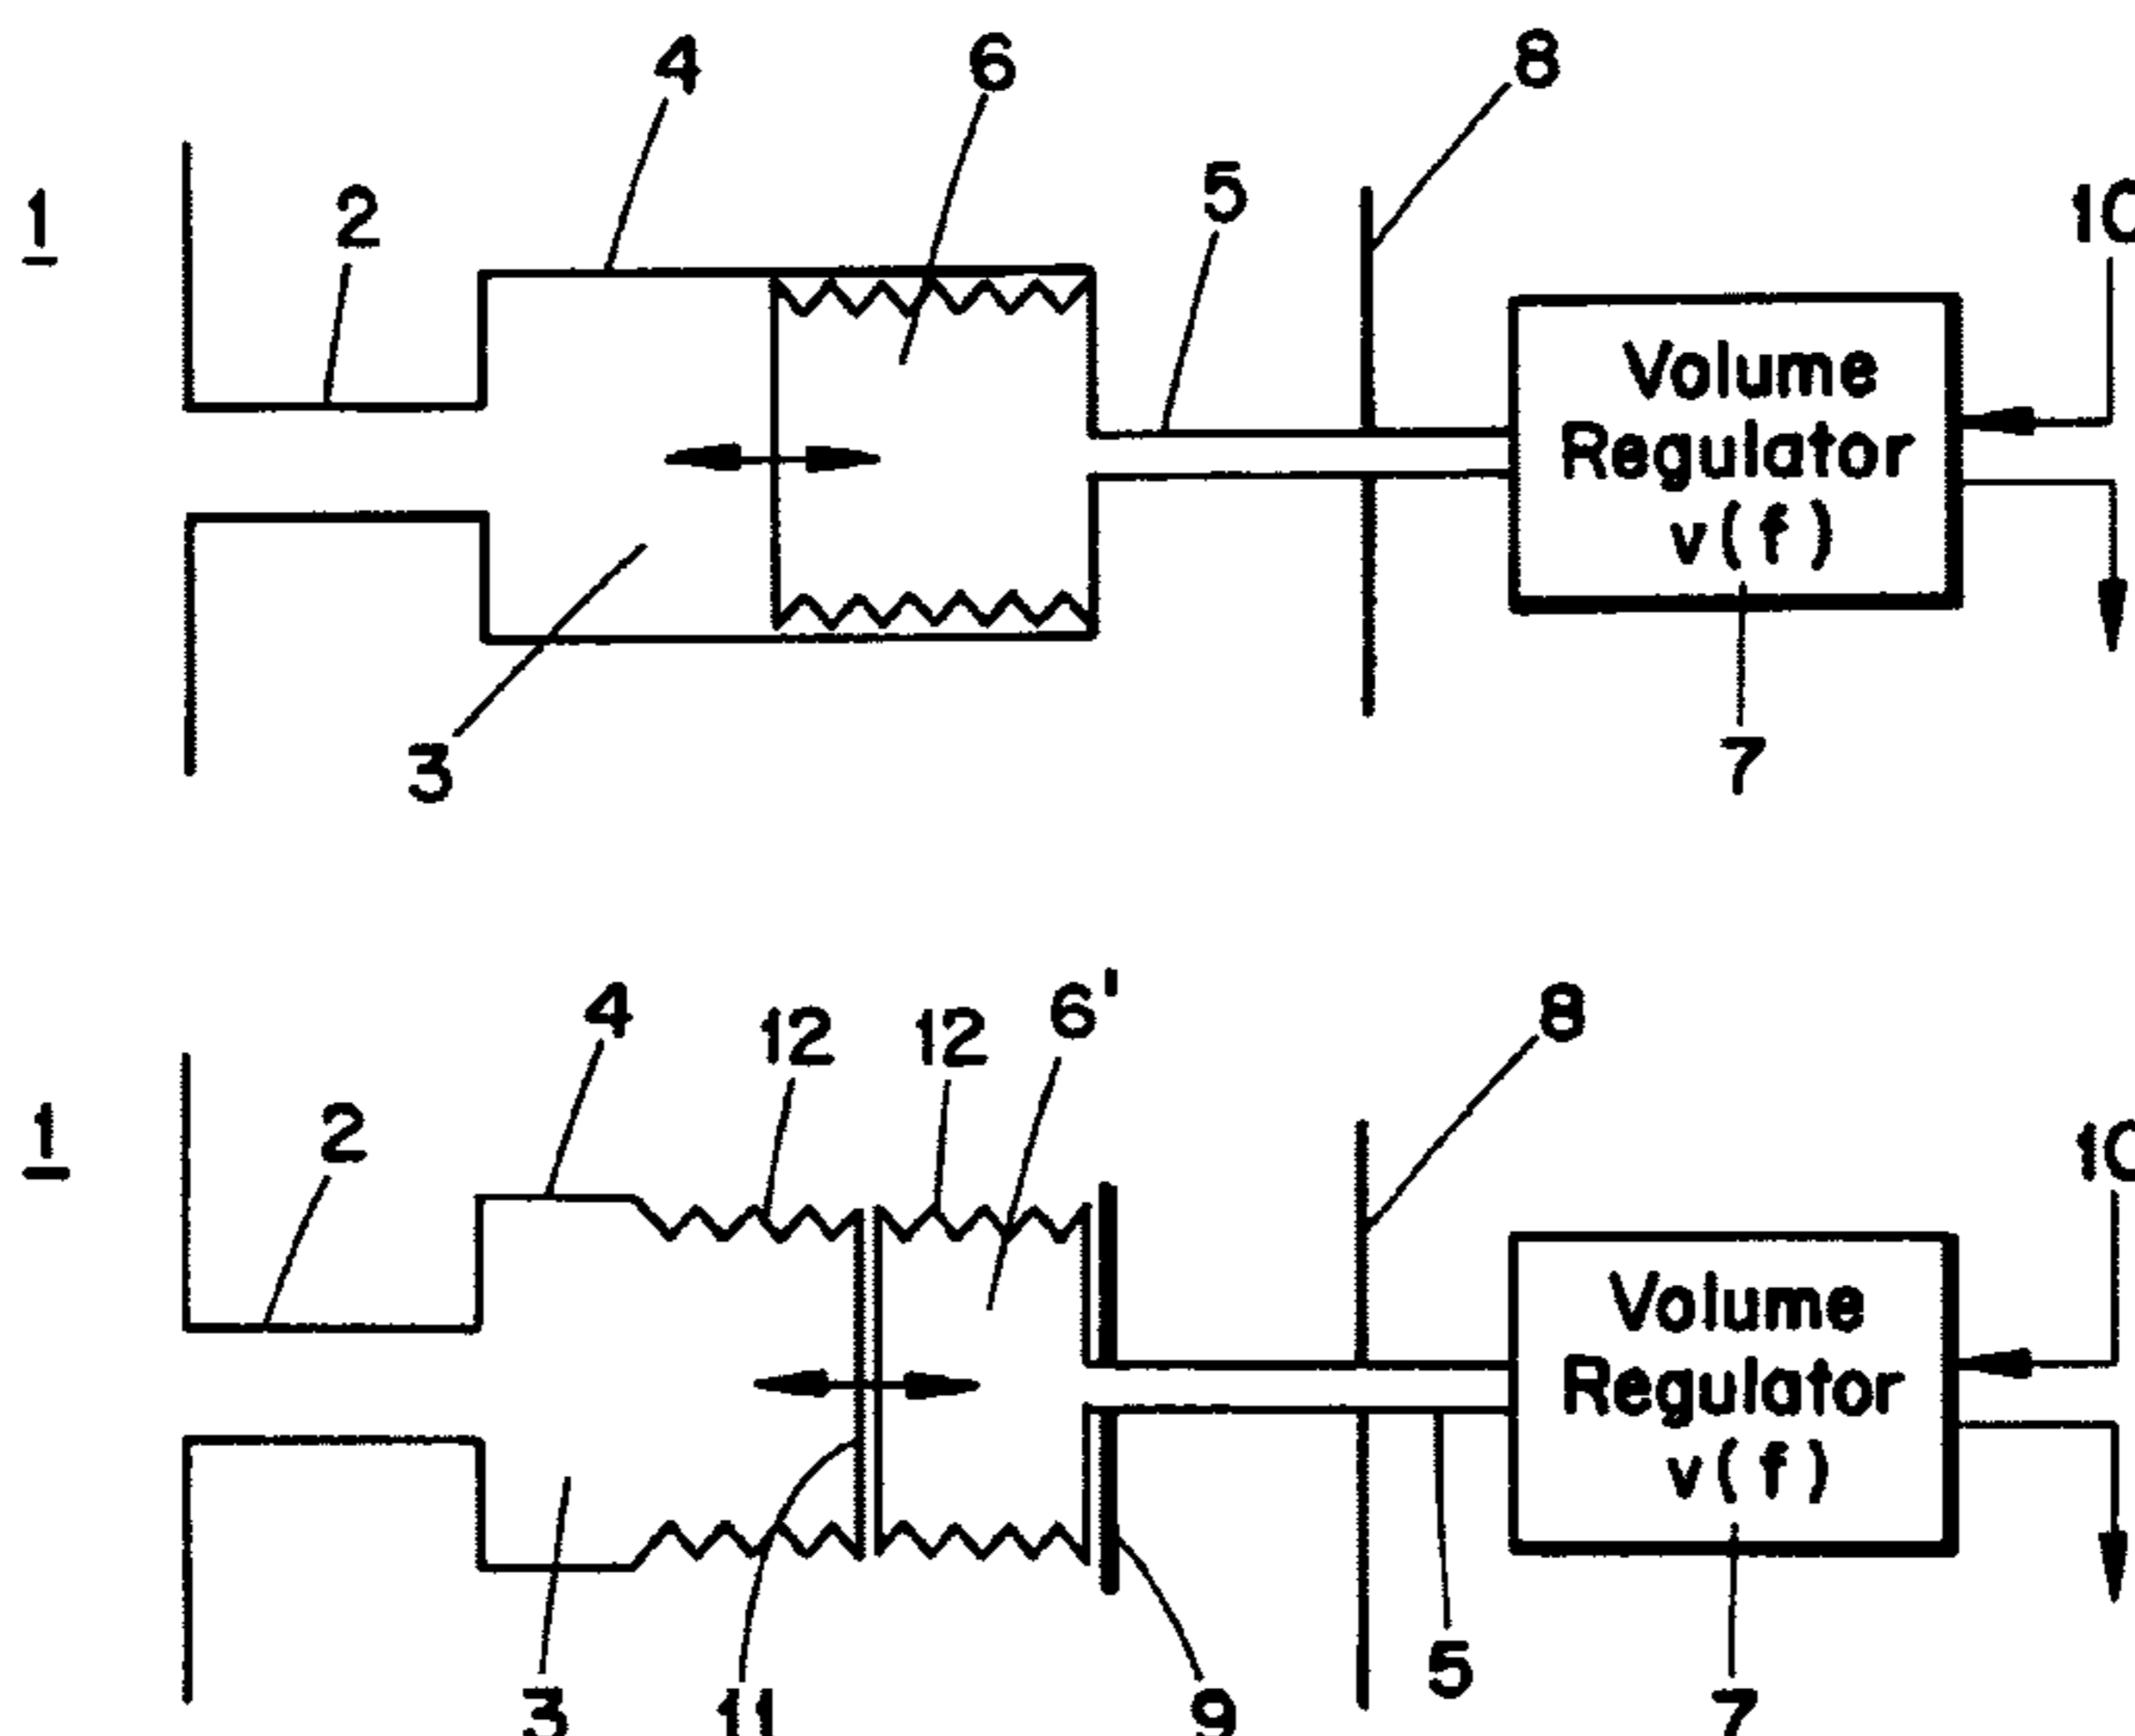 4 6 8
1 2 5 10
Volume
Regulator
v(f)
3 7
4 12 12 6' 8
1 2 10
Volume
Regulator
v(f)
5
3 11 9 7